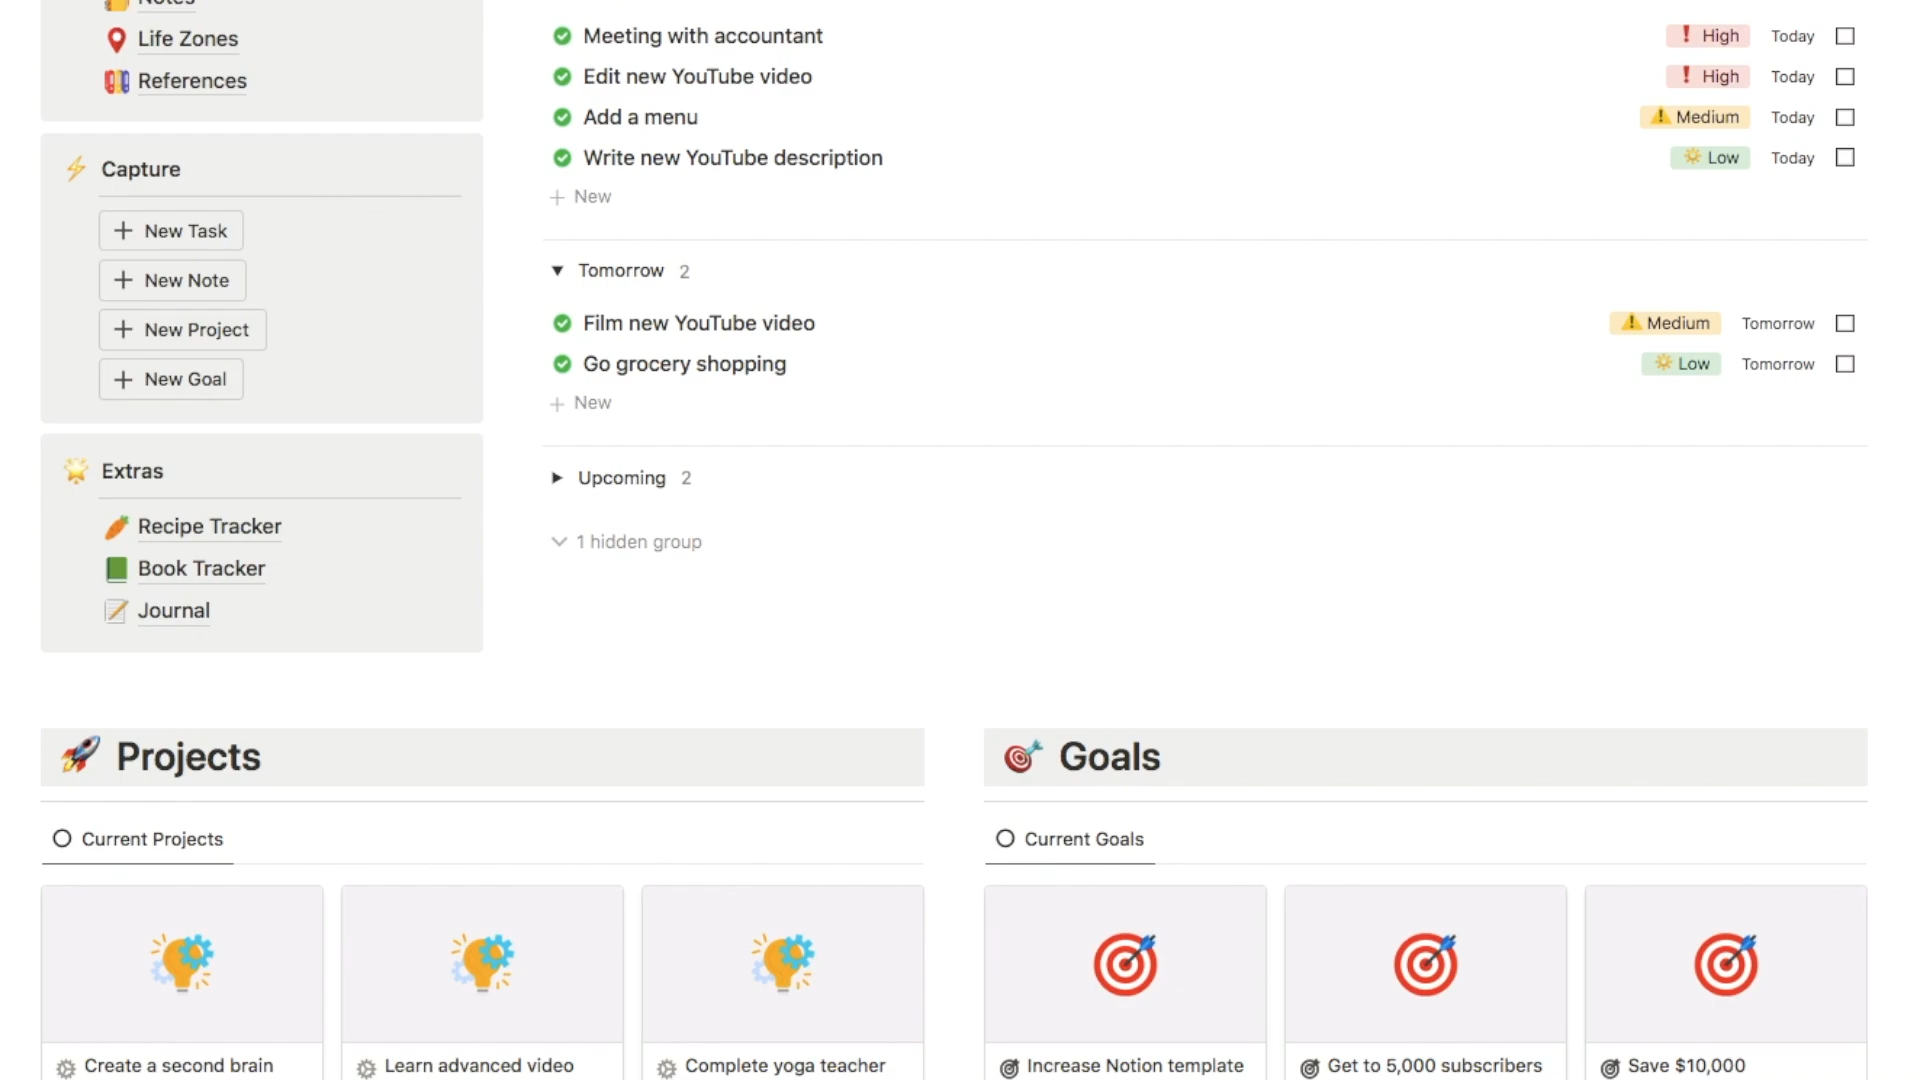 Notes
Life Zones
References
Capture
New Task
New Note
New Project
New Goal
Extras
Recipe Tracker
Book Tracker
Journal
Meeting with accountant High Today
Edit new YouTube video High Today
Add a menu Medium Today
Write new YouTube description Low Today
New
Tomorrow 2
Film new YouTube video Medium Tomorrow
Go grocery shopping Low Tomorrow
New
Upcoming 2
1 hidden group
Projects
Current Projects
Create a second brain
Learn advanced video
Complete yoga teacher
Goals
Current Goals
Increase Notion template
Get to 5,000 subscribers
Save $10,000